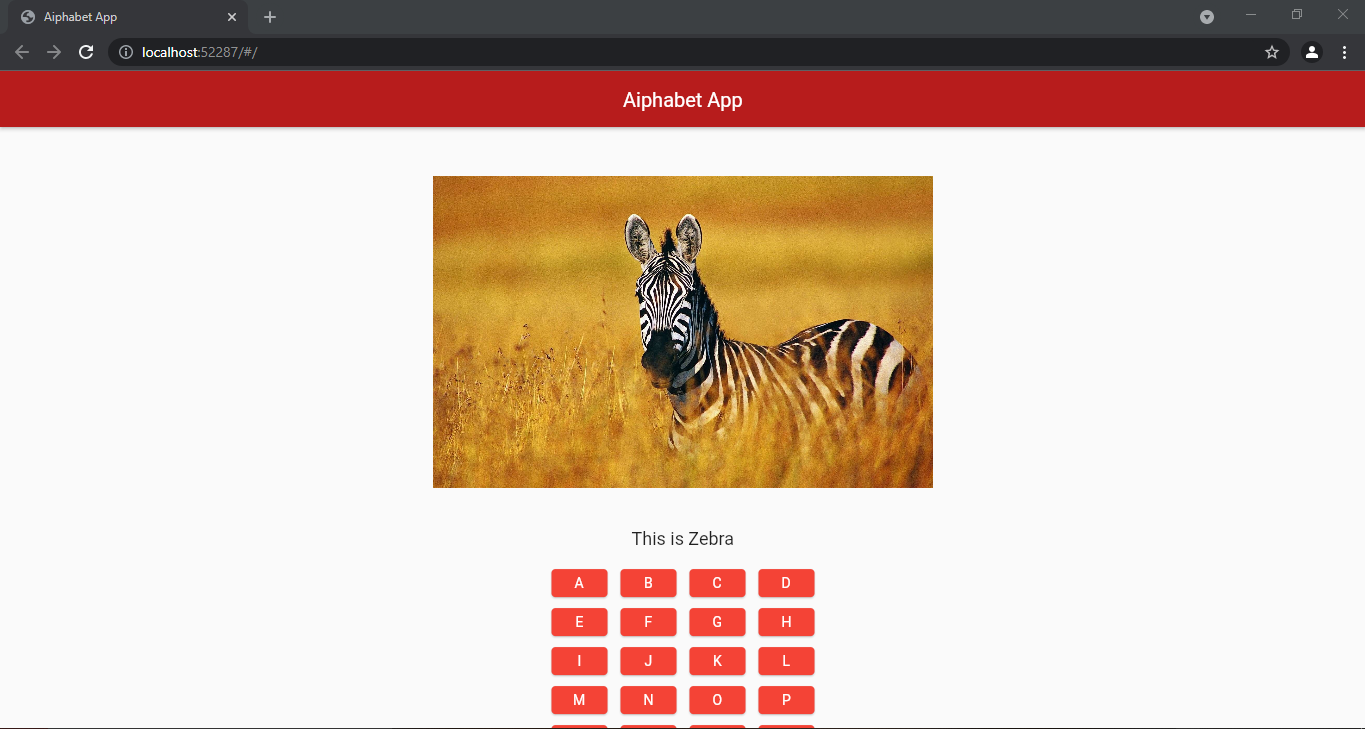 Aiphabet App
localhost:52287/#/
Aiphabet App
This is Zebra
A B C D
E F G H
I J K L
M N O P